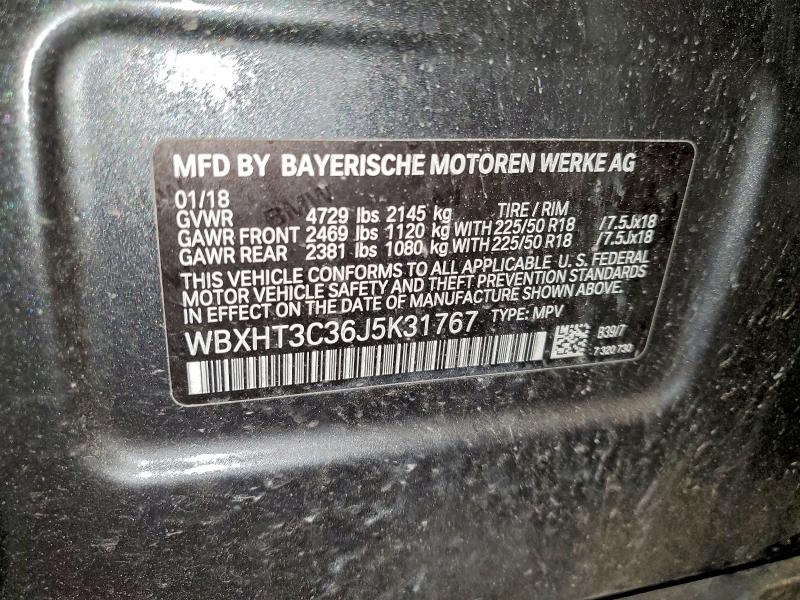 MFD BY BAYERISCHE MOTOREN WERKE AG
01/18
GVWR 4729 lbs 2145 kg TIRE / RIM
GAWR FRONT 2469 lbs 1120 kg WITH 225/50 R18 /7.5Jx18
GAWR REAR 2381 lbs 1080 kg WITH 225/50 R18 /7.5Jx18
THIS VEHICLE CONFORMS TO ALL APPLICABLE U.S. FEDERAL
MOTOR VEHICLE SAFETY AND THEFT PREVENTION STANDARDS
IN EFFECT ON THE DATE OF MANUFACTURE SHOWN ABOVE.
WBXHT3C36J5K31767 TYPE: MPV
B39/7
7 320 730